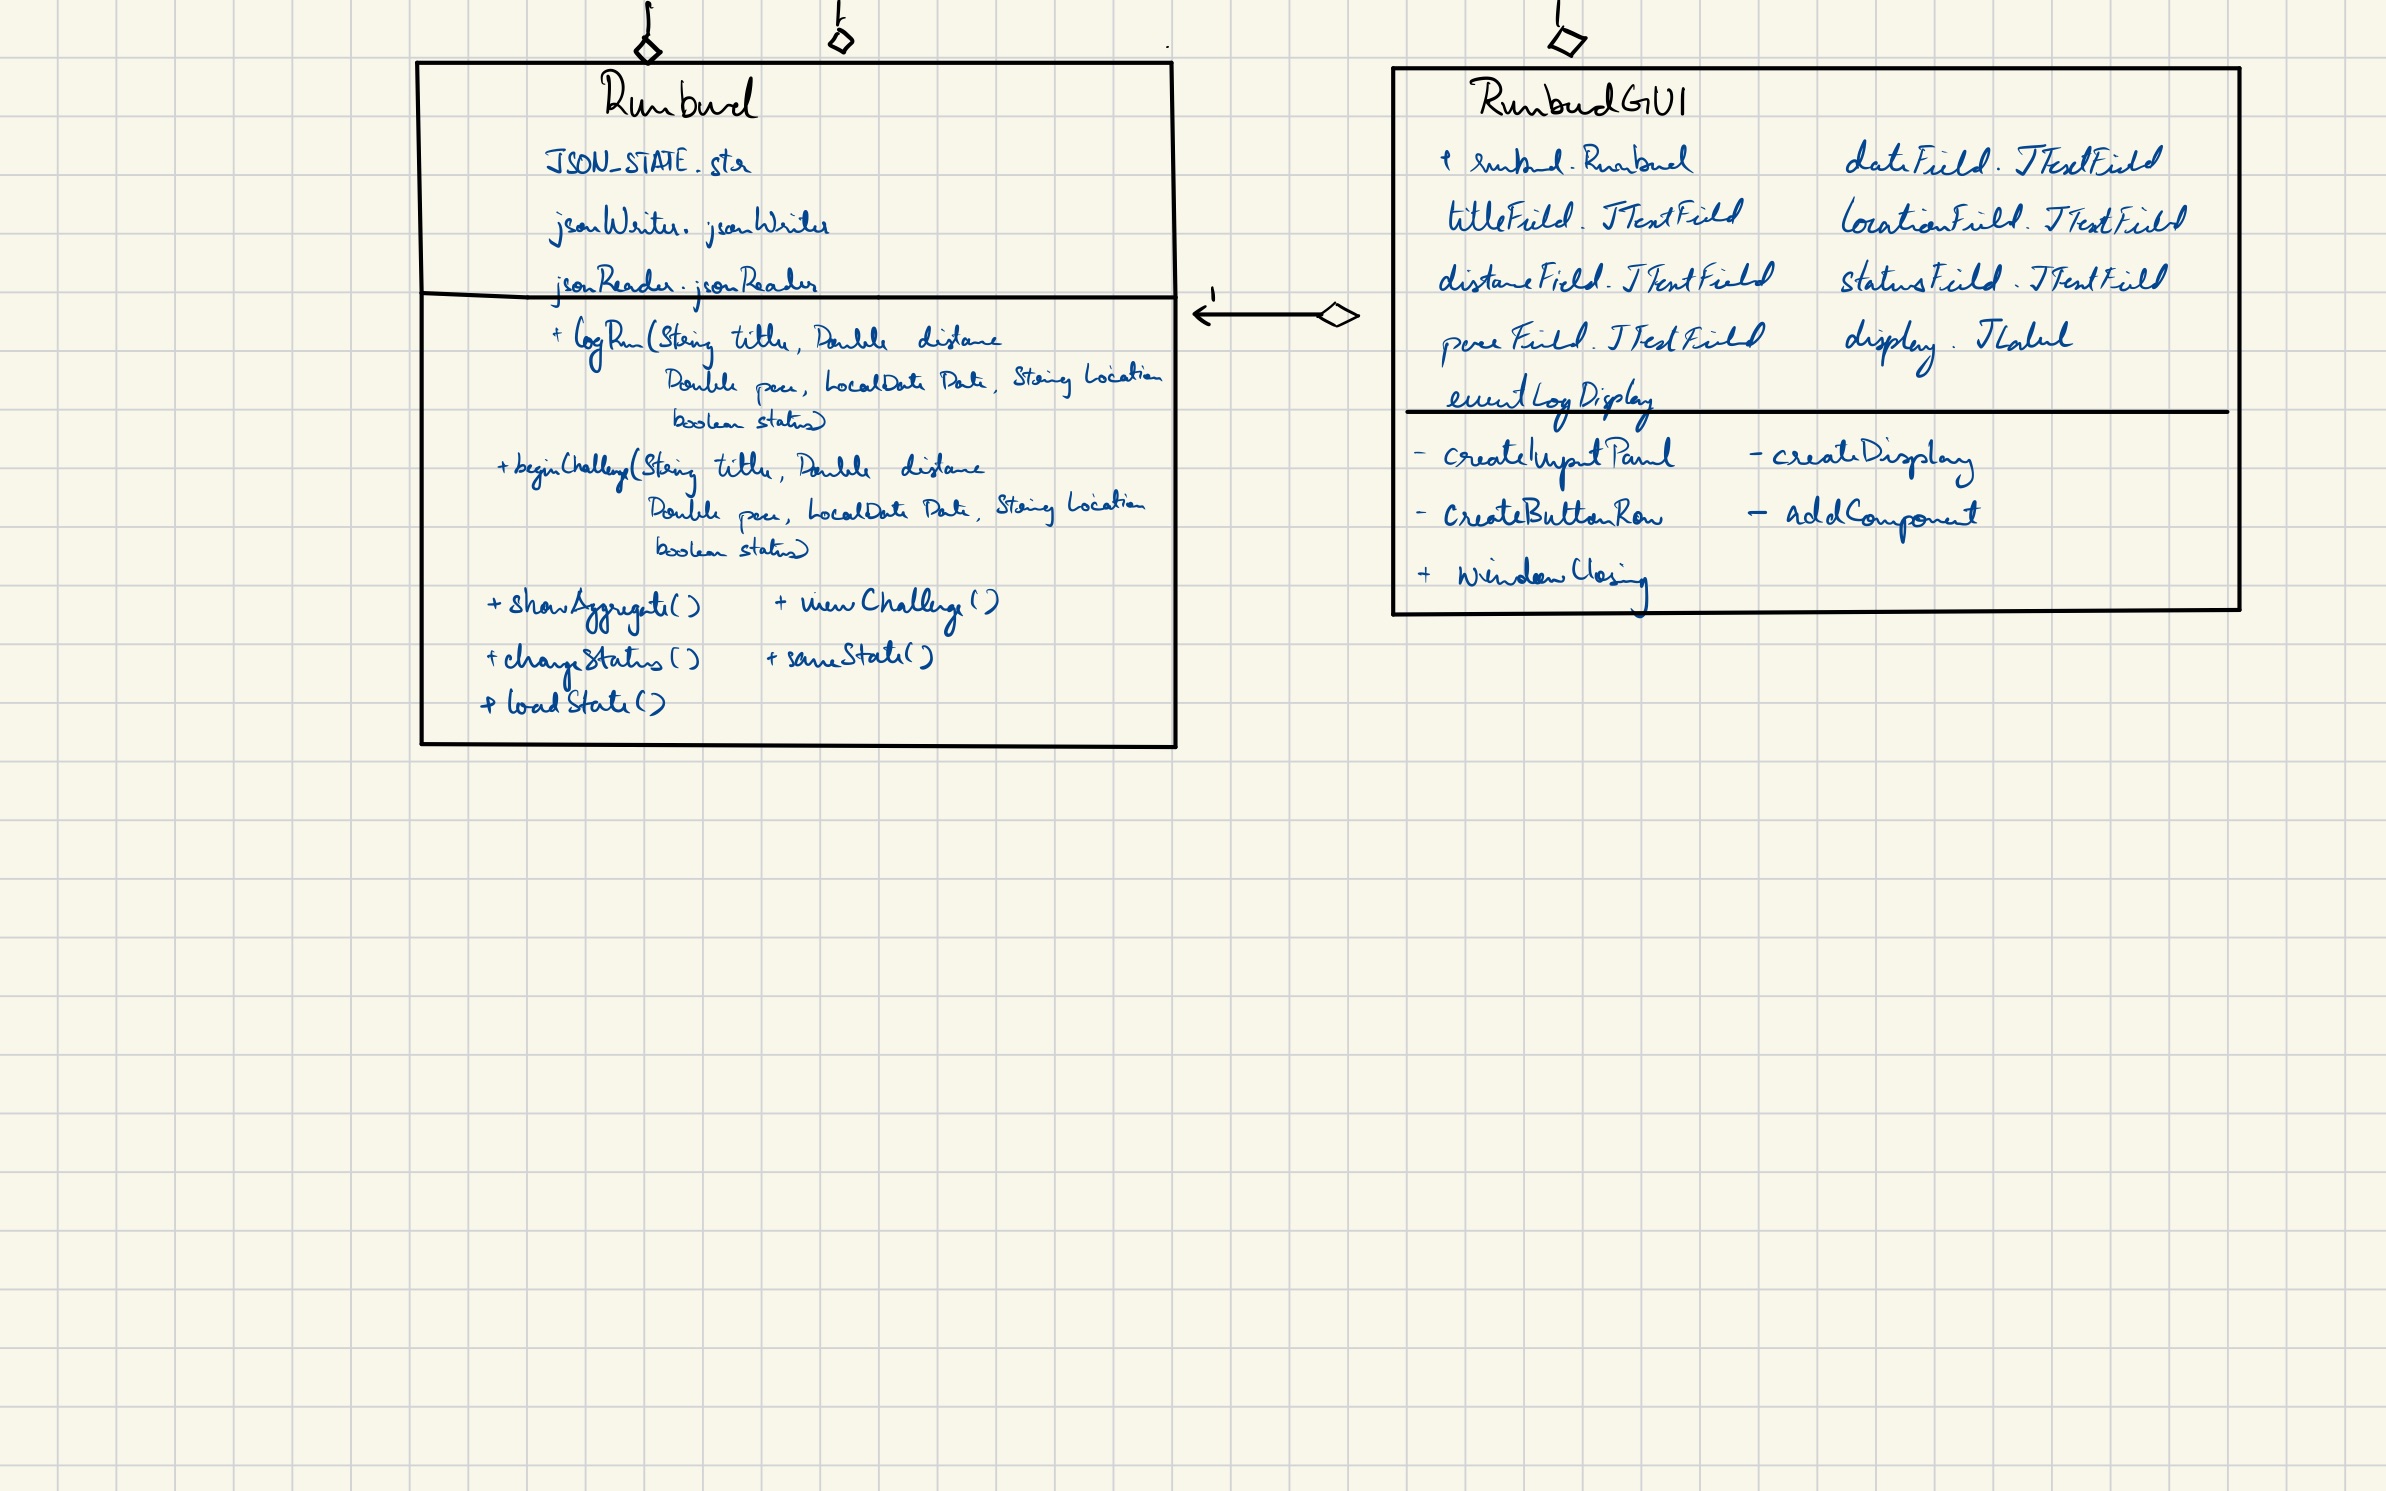 Runbud
JSON_STATE . str
jsonWriter . jsonWriter
jsonReader . jsonReader
+ logRun(String title, Double distance
Double pace, LocalDate Date, String Location
boolean status)
+ beginChallenge(String title, Double distance
Double pace, LocalDate Date, String Location
boolean status)
+ showAggregate() + viewChallenge()
+ changeStatus() + saveState()
+ loadState()
1
RunbudGUI
+ runbud . Runbud dateField . JTextField
titleField . JTextField locationField . JTextField
distanceField . JTextField statusField . JTextField
paceField . JTextField display . JLabel
eventLogDisplay
- createInputPanel - createDisplay
- createButtonRow - addComponent
+ windowClosing